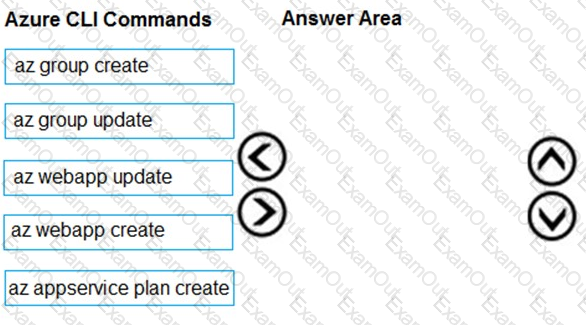 Azure CLI Commands
Answer Area
az group create
az group update
az webapp update
az webapp create
az appservice plan create